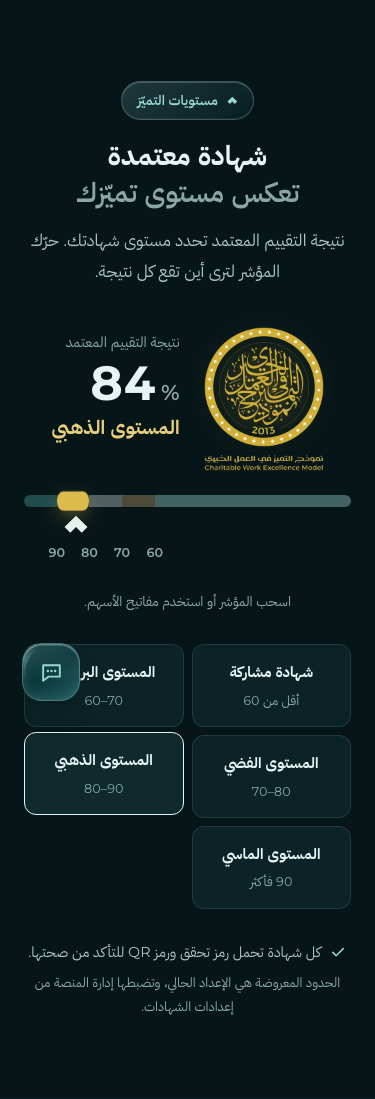 مستويات التميّز
شهادة معتمدة
تعكس مستوى تميّزك
نتيجة التقييم المعتمد تحدد مستوى شهادتك. حرّك
المؤشر لترى أين تقع كل نتيجة.
2013
نموذج التميز في العمل الخيري
Charitable Work Excellence Model
نتيجة التقييم المعتمد
84 %
المستوى الذهبي
90 80 70 60
اسحب المؤشر أو استخدم مفاتيح الأسهم.
شهادة مشاركة
أقل من 60
المستوى
60–70
المستوى الفضي
70–80
المستوى الذهبي
80–90
المستوى الماسي
90 فأكثر
كل شهادة تحمل رمز تحقق ورمز QR للتأكد من صحتها.
الحدود المعروضة هي الإعداد الحالي، وتضبطها إدارة المنصة من
إعدادات الشهادات.